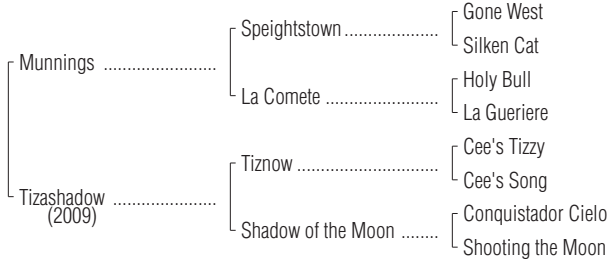 Gone West
Speightstown
Silken Cat
Munnings
Holy Bull
La Comete
La Gueriere
Cee's Tizzy
Tiznow
Cee's Song
Tizashadow
(2009)
Conquistador Cielo
Shadow of the Moon
Shooting the Moon